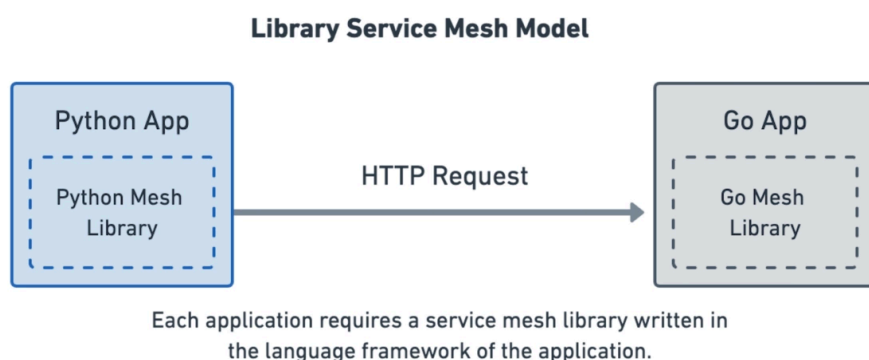 Library Service Mesh Model
Python App
Python Mesh
Library
HTTP Request
Go App
Go Mesh
Library
Each application requires a service mesh library written in
the language framework of the application.